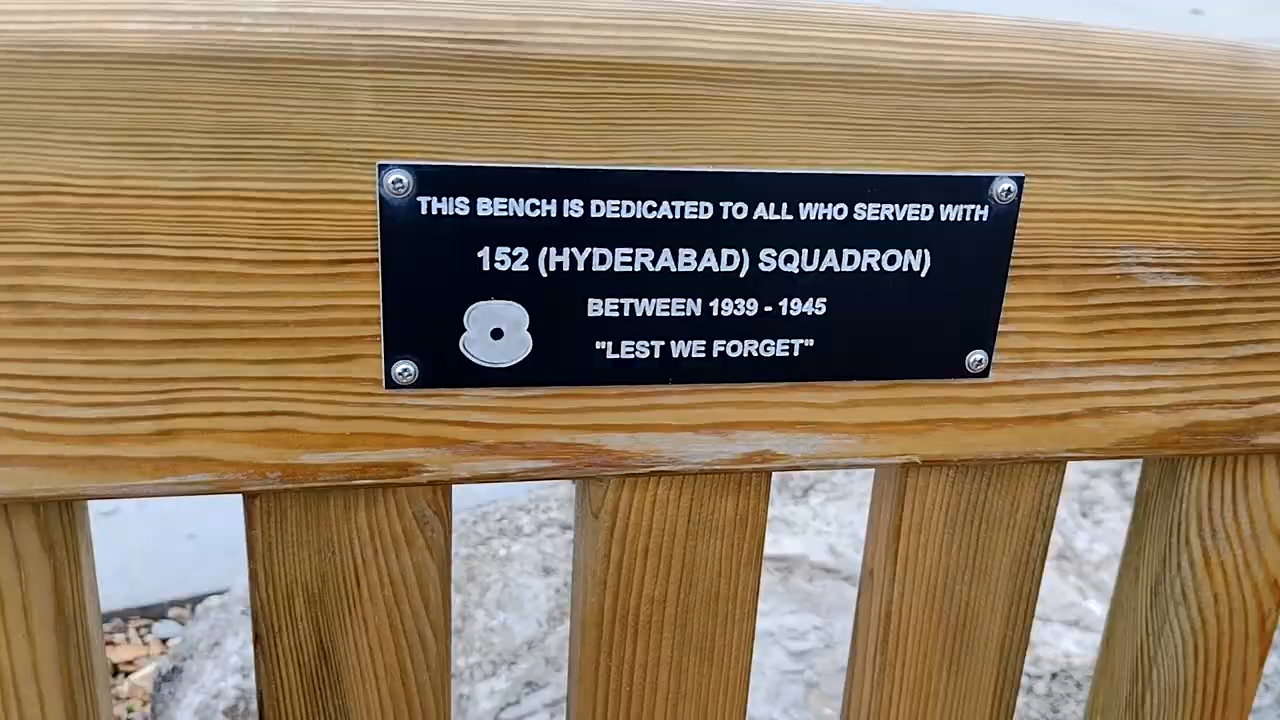 THIS BENCH IS DEDICATED TO ALL WHO SERVED WITH
152 (HYDERABAD) SQUADRON)
BETWEEN 1939 - 1945
"LEST WE FORGET"